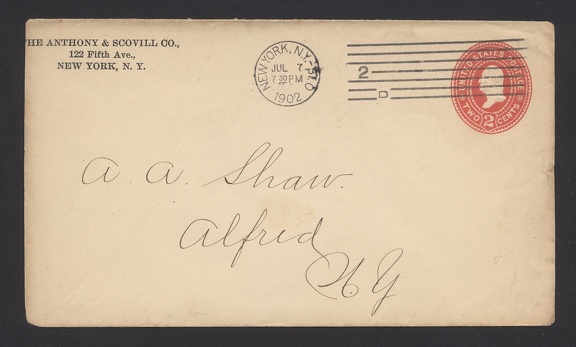 THE ANTHONY & SCOVILL CO.,
122 Fifth Ave.,
NEW YORK, N. Y.
NEW YORK, N.Y.
JUL 7
7 30 PM
1902
2
D
UNITED STATES POSTAGE
TWO 2 CENTS
A. A. Shaw.
Alfred
N Y